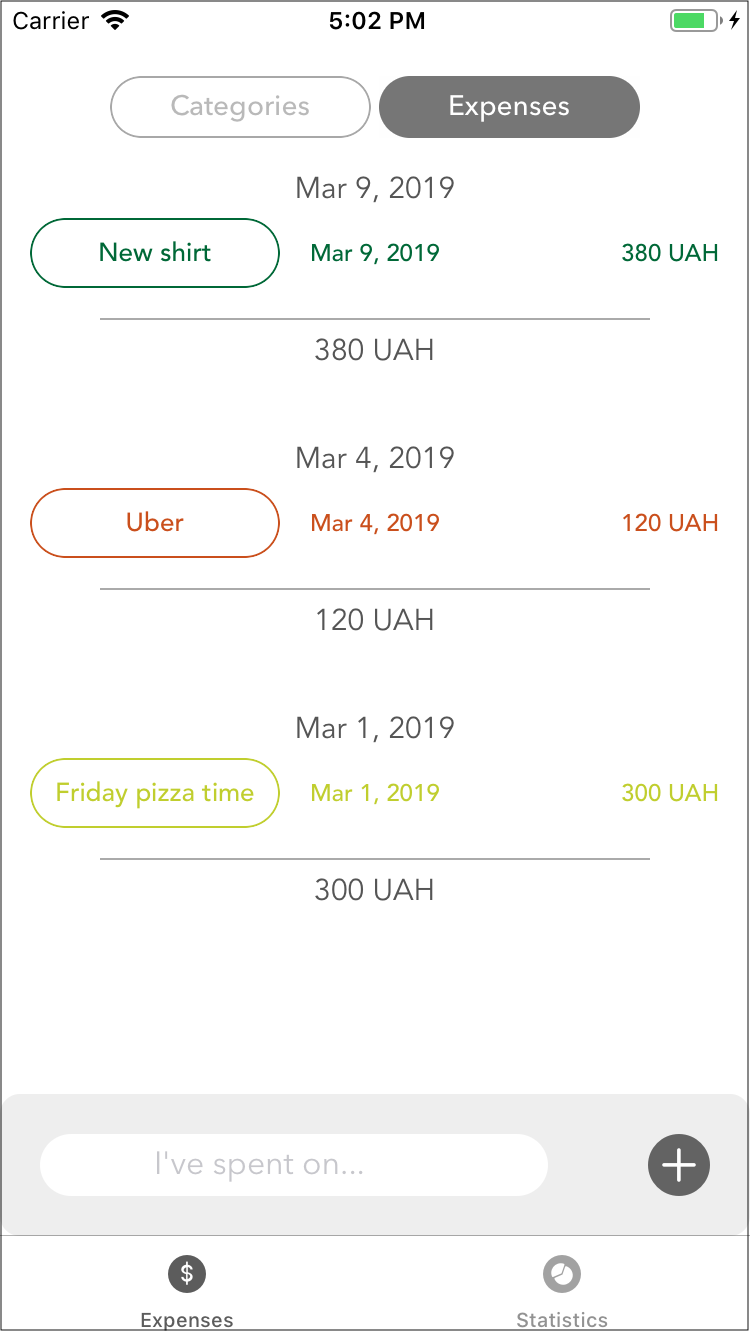 Carrier 5:02 PM
Categories Expenses
Mar 9, 2019
New shirt Mar 9, 2019 380 UAH
380 UAH
Mar 4, 2019
Uber Mar 4, 2019 120 UAH
120 UAH
Mar 1, 2019
Friday pizza time Mar 1, 2019 300 UAH
300 UAH
I've spent on...
$
Expenses Statistics